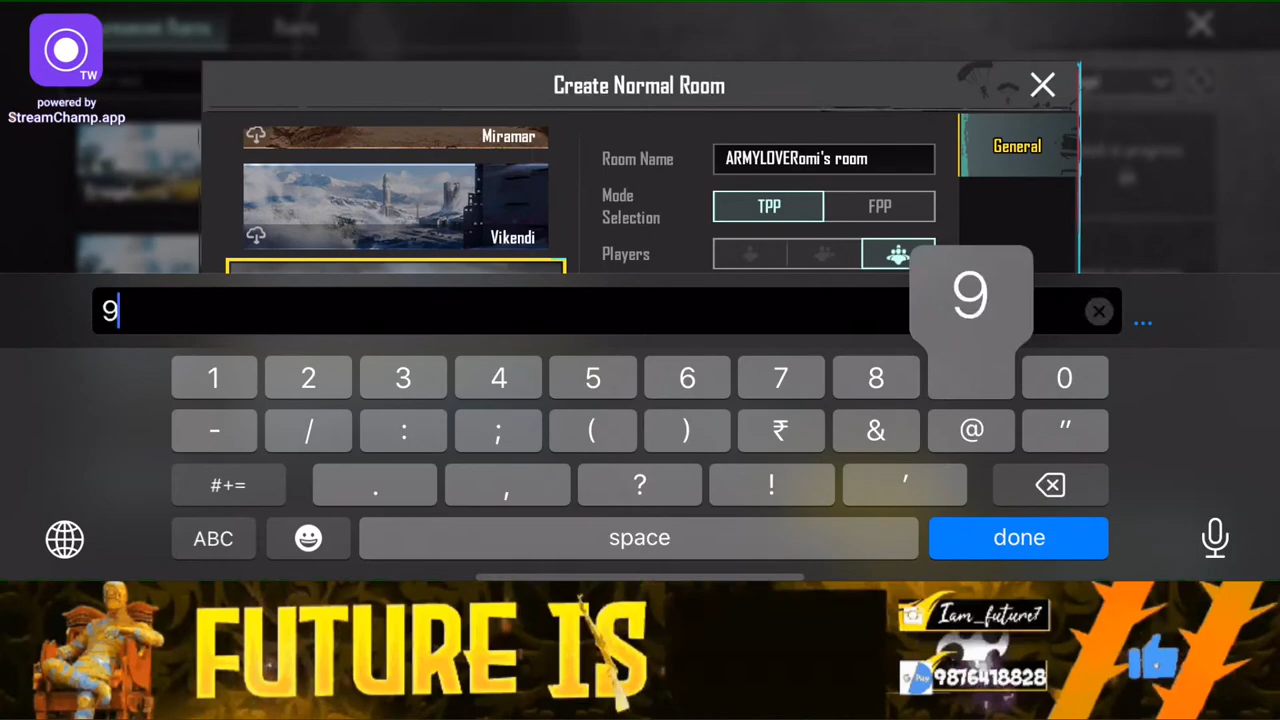 TW
powered by
StreamChamp.app
Create Normal Room
Miramar
Vikendi
Room Name
ARMYLOVERomi's room
Mode
Selection
TPP
FPP
Players
General
9
9
...
1 2 3 4 5 6 7 8 0
- / : ; ( ) ₹ & @ "
#+= . , ? ! '
ABC
space
done
FUTURE IS
Iam_future7
G Pay
9876418828